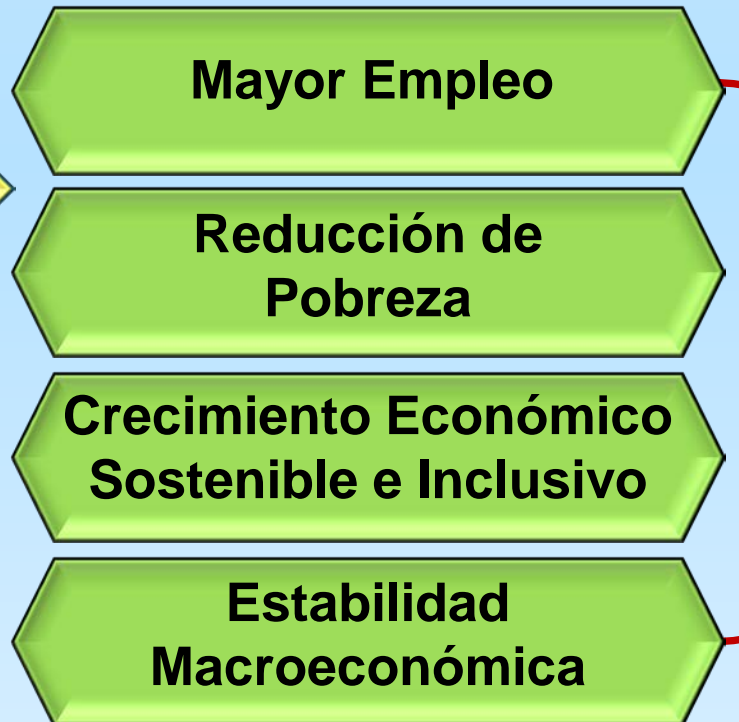 Mayor Empleo
Reducción de
Pobreza
Crecimiento Económico
Sostenible e Inclusivo
Estabilidad
Macroeconómica